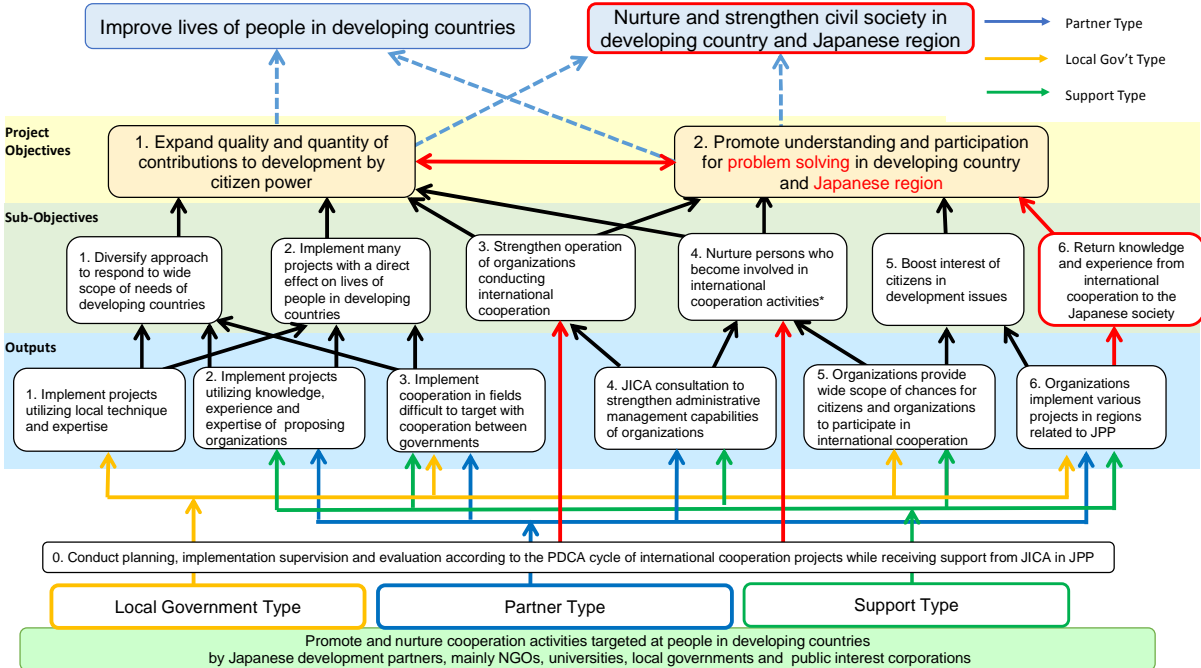 Improve lives of people in developing countries
Nurture and strengthen civil society in
developing country and Japanese region
Partner Type
Local Gov't Type
Support Type
Project
Objectives
1. Expand quality and quantity of
contributions to development by
citizen power
2. Promote understanding and participation
for problem solving in developing country
and Japanese region
Sub-Objectives
1. Diversify approach
to respond to wide
scope of needs of
developing countries
2. Implement many
projects with a direct
effect on lives of
people in developing
countries
3. Strengthen operation
of organizations
conducting
international
cooperation
4. Nurture persons who
become involved in
international
cooperation activities*
5. Boost interest of
citizens in
development issues
6. Return knowledge
and experience from
international
cooperation to the
Japanese society
Outputs
1. Implement projects
utilizing local technique
and expertise
2. Implement projects
utilizing knowledge,
experience and
expertise of proposing
organizations
3. Implement
cooperation in fields
difficult to target with
cooperation between
governments
4. JICA consultation to
strengthen administrative
management capabilities
of organizations
5. Organizations provide
wide scope of chances for
citizens and organizations
to participate in
international cooperation
6. Organizations
implement various
projects in regions
related to JPP
0. Conduct planning, implementation supervision and evaluation according to the PDCA cycle of international cooperation projects while receiving support from JICA in JPP
Local Government Type
Partner Type
Support Type
Promote and nurture cooperation activities targeted at people in developing countries
by Japanese development partners, mainly NGOs, universities, local governments and public interest corporations